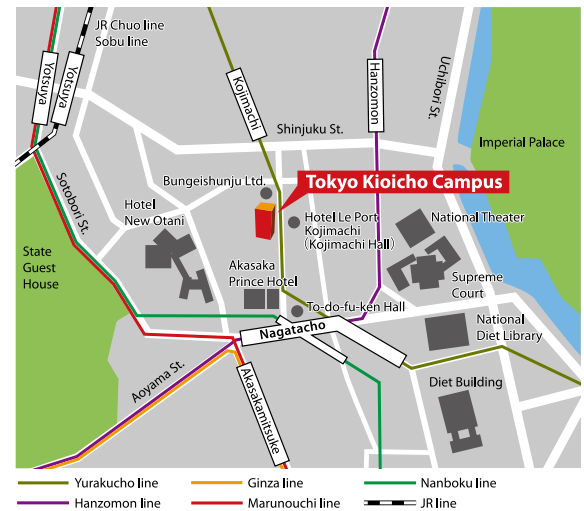 JR Chuo line
Sobu line
Yotsuya
Yotsuya
Kojimachi
Hanzomon
Uchibori St.
Shinjuku St.
Imperial Palace
Bungeishunju Ltd.
Tokyo Kioicho Campus
Sotobori St.
Hotel
New Otani
Hotel Le Port
Kojimachi
(Kojimachi Hall)
National Theater
State
Guest
House
Akasaka
Prince Hotel
Supreme
Court
To-do-fu-ken Hall
Nagatacho
National
Diet Library
Aoyama St.
Akasakamitsuke
Diet Building
Yurakucho line
Ginza line
Nanboku line
Hanzomon line
Marunouchi line
JR line